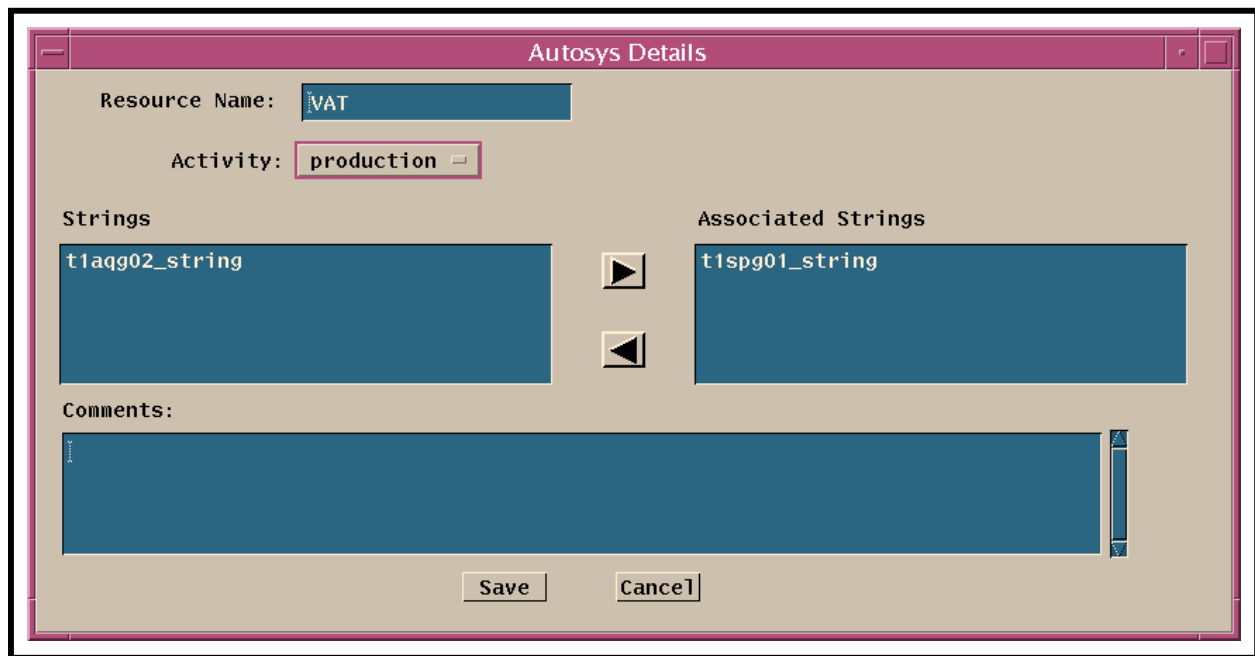 Autosys Details
Resource Name: VAT
Activity: production
Strings
Associated Strings
t1aqg02_string
t1spg01_string
Comments:
Save
Cancel